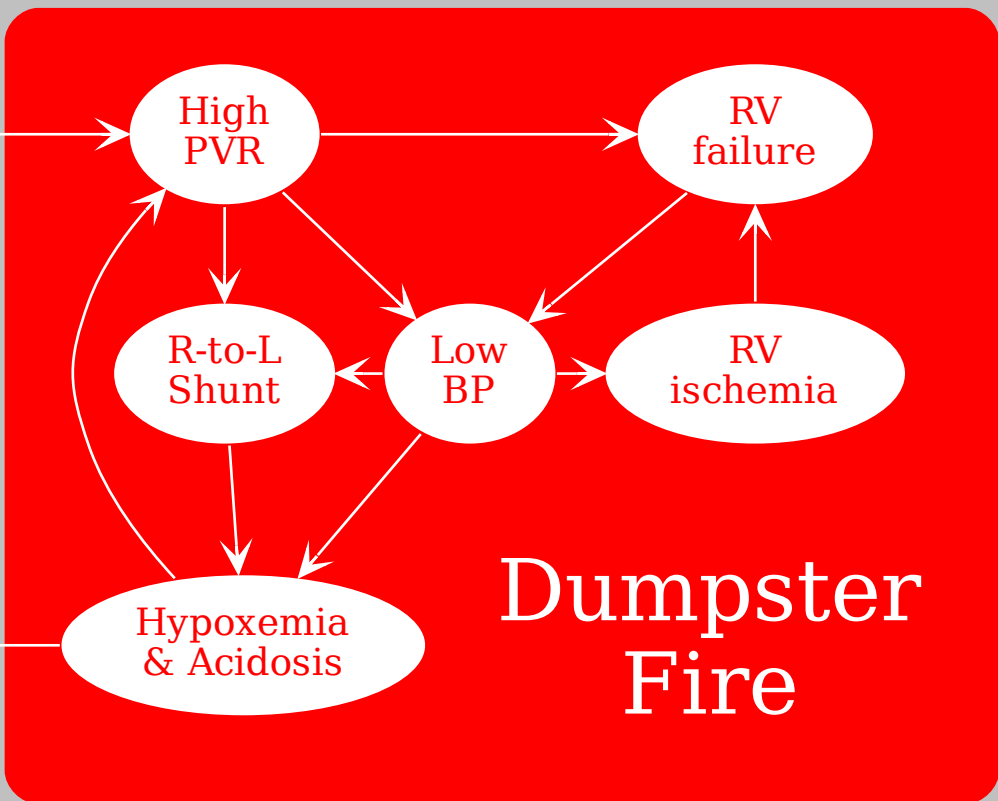 High
PVR
RV
failure
R-to-L
Shunt
Low
BP
RV
ischemia
Hypoxemia
& Acidosis
Dumpster
Fire